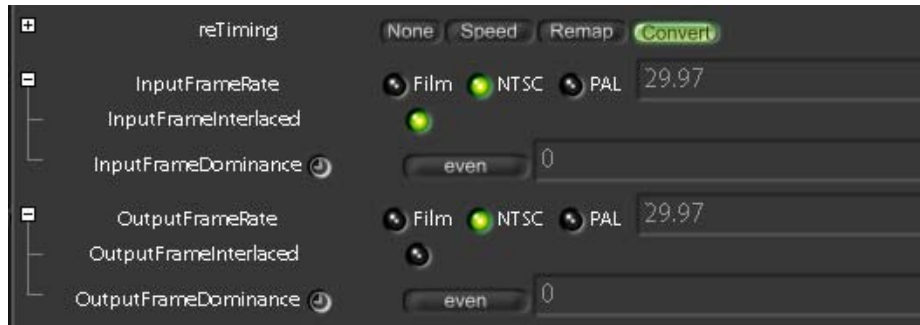 reTiming None Speed Remap Convert
InputFrameRate Film NTSC PAL 29.97
InputFrameInterlaced
InputFrameDominance even 0
OutputFrameRate Film NTSC PAL 29.97
OutputFrameInterlaced
OutputFrameDominance even 0